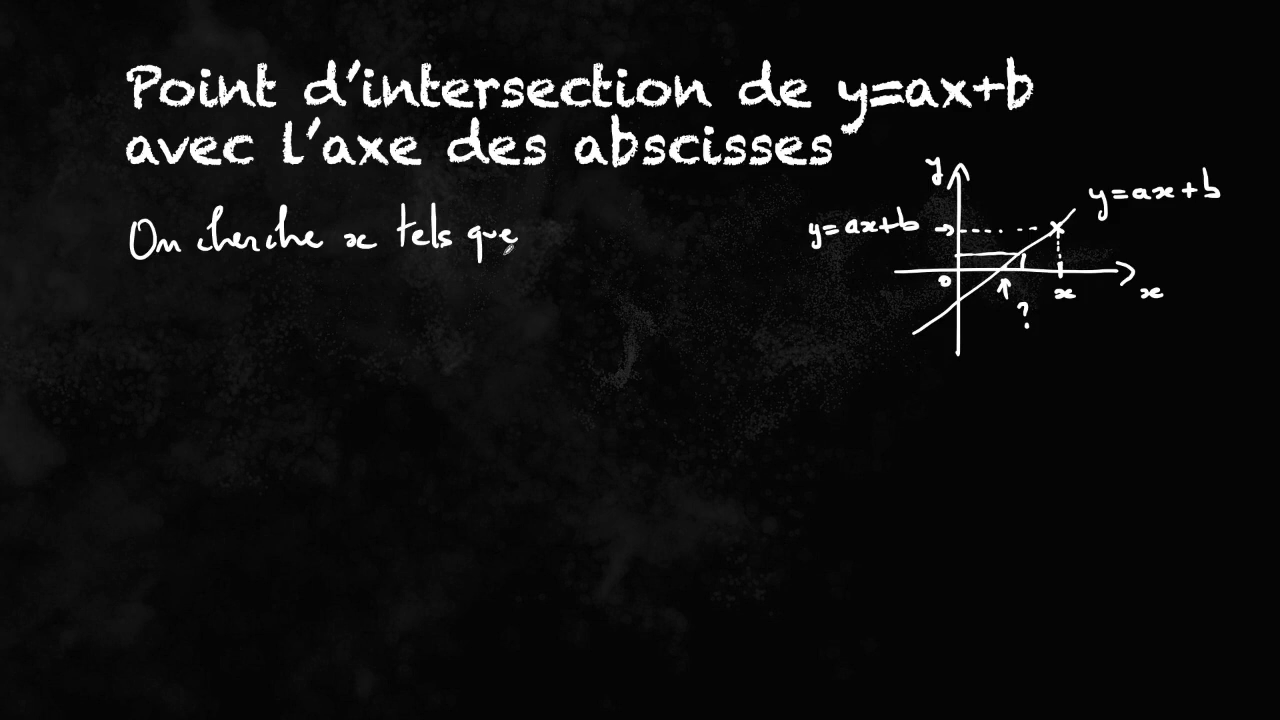 Point d'intersection de y=ax+b
avec l'axe des abscisses
On cherche x tels que
y
y=ax+b
y=ax+b
0
x
x
?